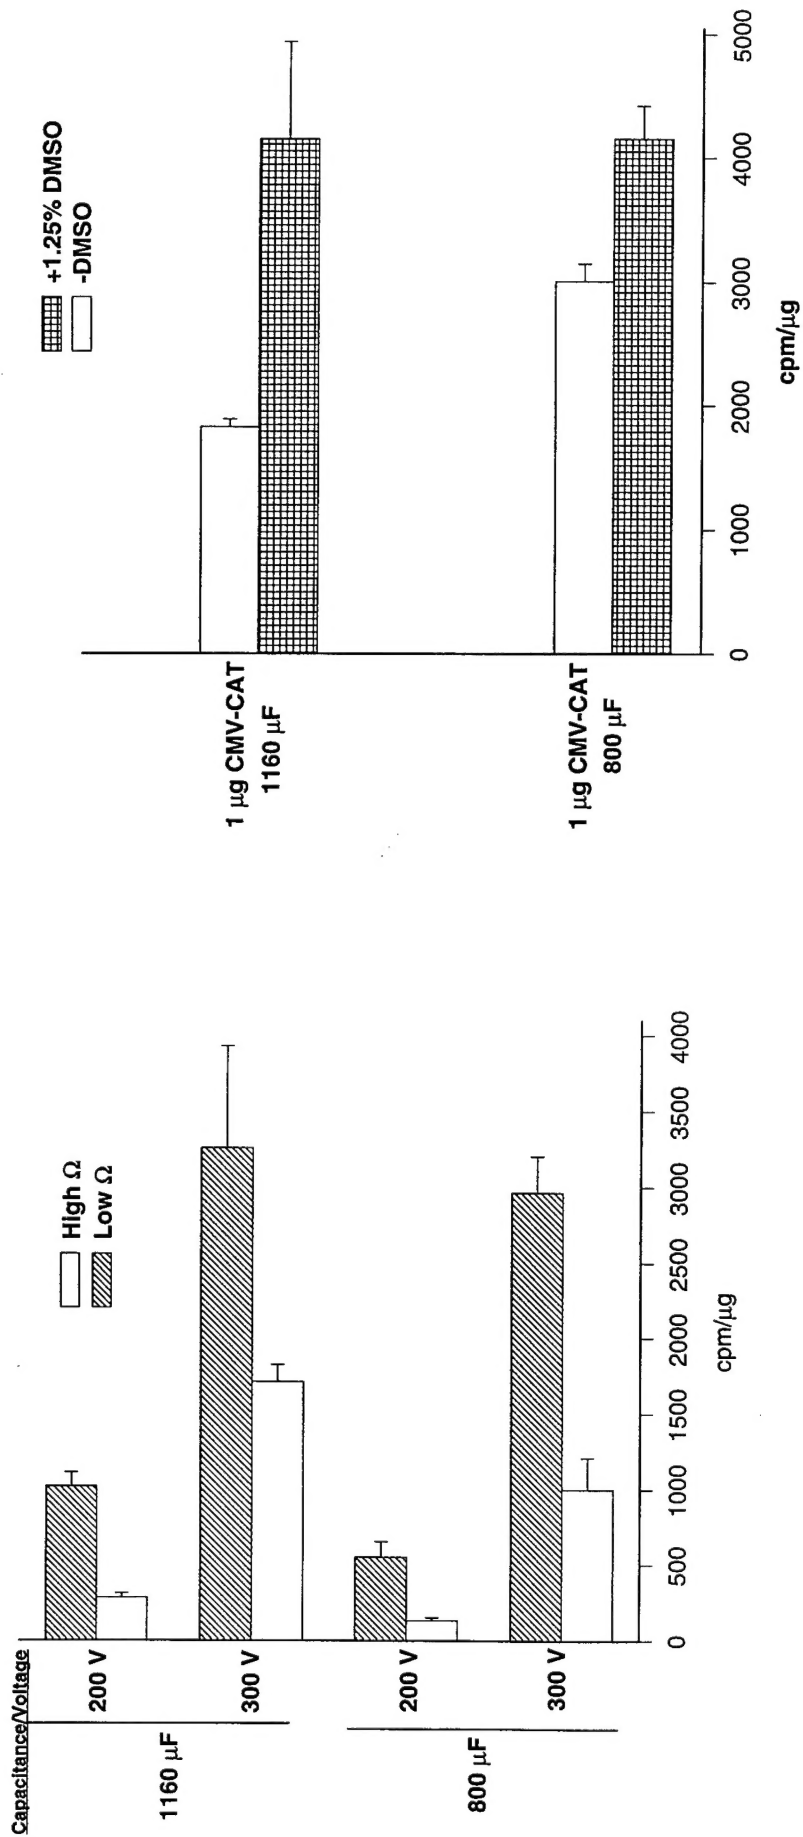 Capacitance/Voltage
High Ω
Low Ω
1160 μF
200 V
300 V
800 μF
200 V
300 V
0 500 1000 1500 2000 2500 3000 3500 4000
cpm/μg
+1.25% DMSO
-DMSO
1 μg CMV-CAT
1160 μF
1 μg CMV-CAT
800 μF
0 1000 2000 3000 4000 5000
cpm/μg